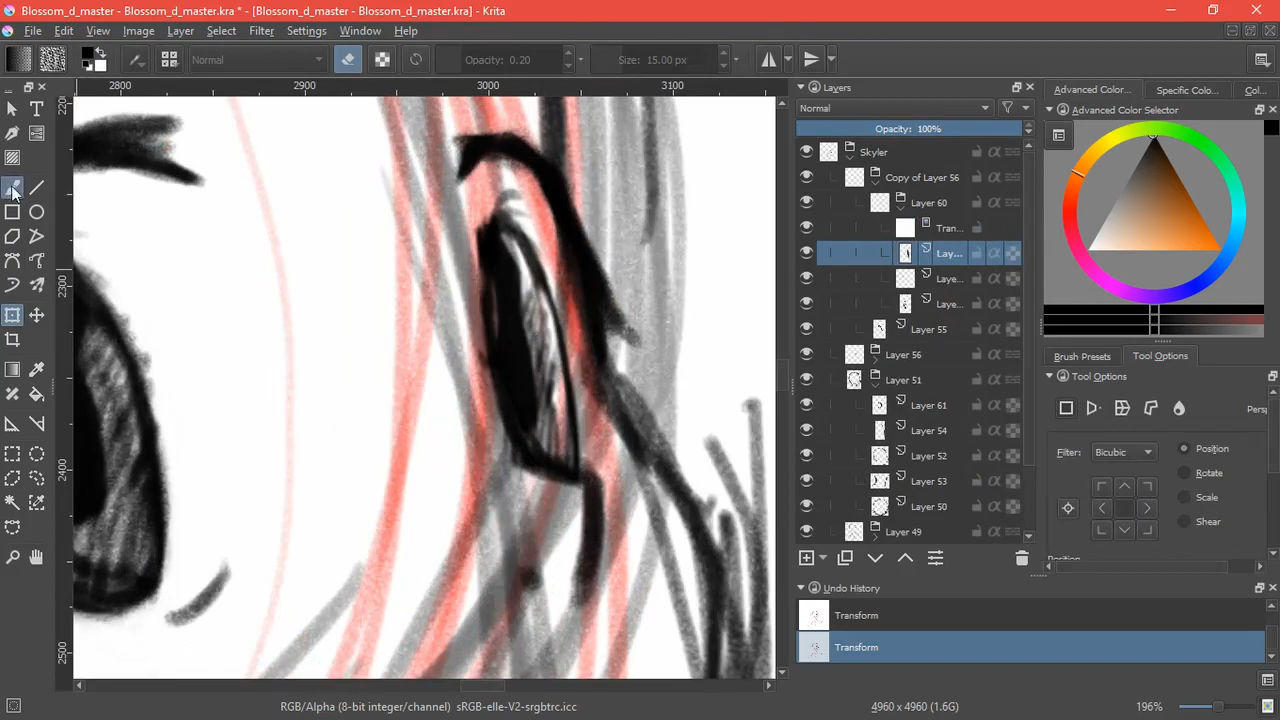 Blossom_d_master - Blossom_d_master.kra * - [Blossom_d_master - Blossom_d_master.kra] - Krita
File Edit View Image Layer Select Filter Settings Window Help
Normal Opacity: 0.20 Size: 15.00 px
2800 2900 3000 3100
2300
2400
2500
Layers
Normal
Opacity: 100%
Skyler
Copy of Layer 56
Layer 60
Tran...
Lay...
Laye...
Laye...
Layer 55
Layer 56
Layer 51
Layer 61
Layer 54
Layer 52
Layer 53
Layer 50
Layer 49
Undo History
Transform
Transform
Advanced Color... Specific Colo... Col...
Advanced Color Selector
Brush Presets Tool Options
Tool Options
Filter: Bicubic
Position
Rotate
Scale
Shear
RGB/Alpha (8-bit integer/channel) sRGB-elle-V2-srgbtrc.icc
4960 x 4960 (1.6G)
196%